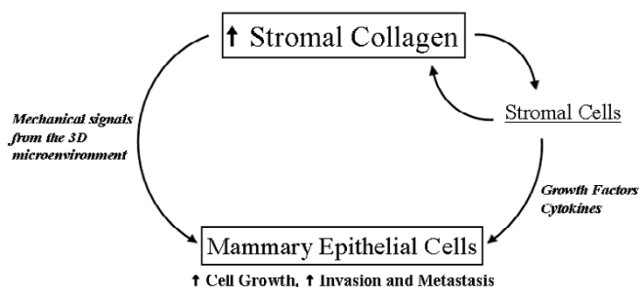 ↑ Stromal Collagen
Mechanical signals
from the 3D
microenvironment
Stromal Cells
Growth Factors
Cytokines
Mammary Epithelial Cells
↑ Cell Growth, ↑ Invasion and Metastasis